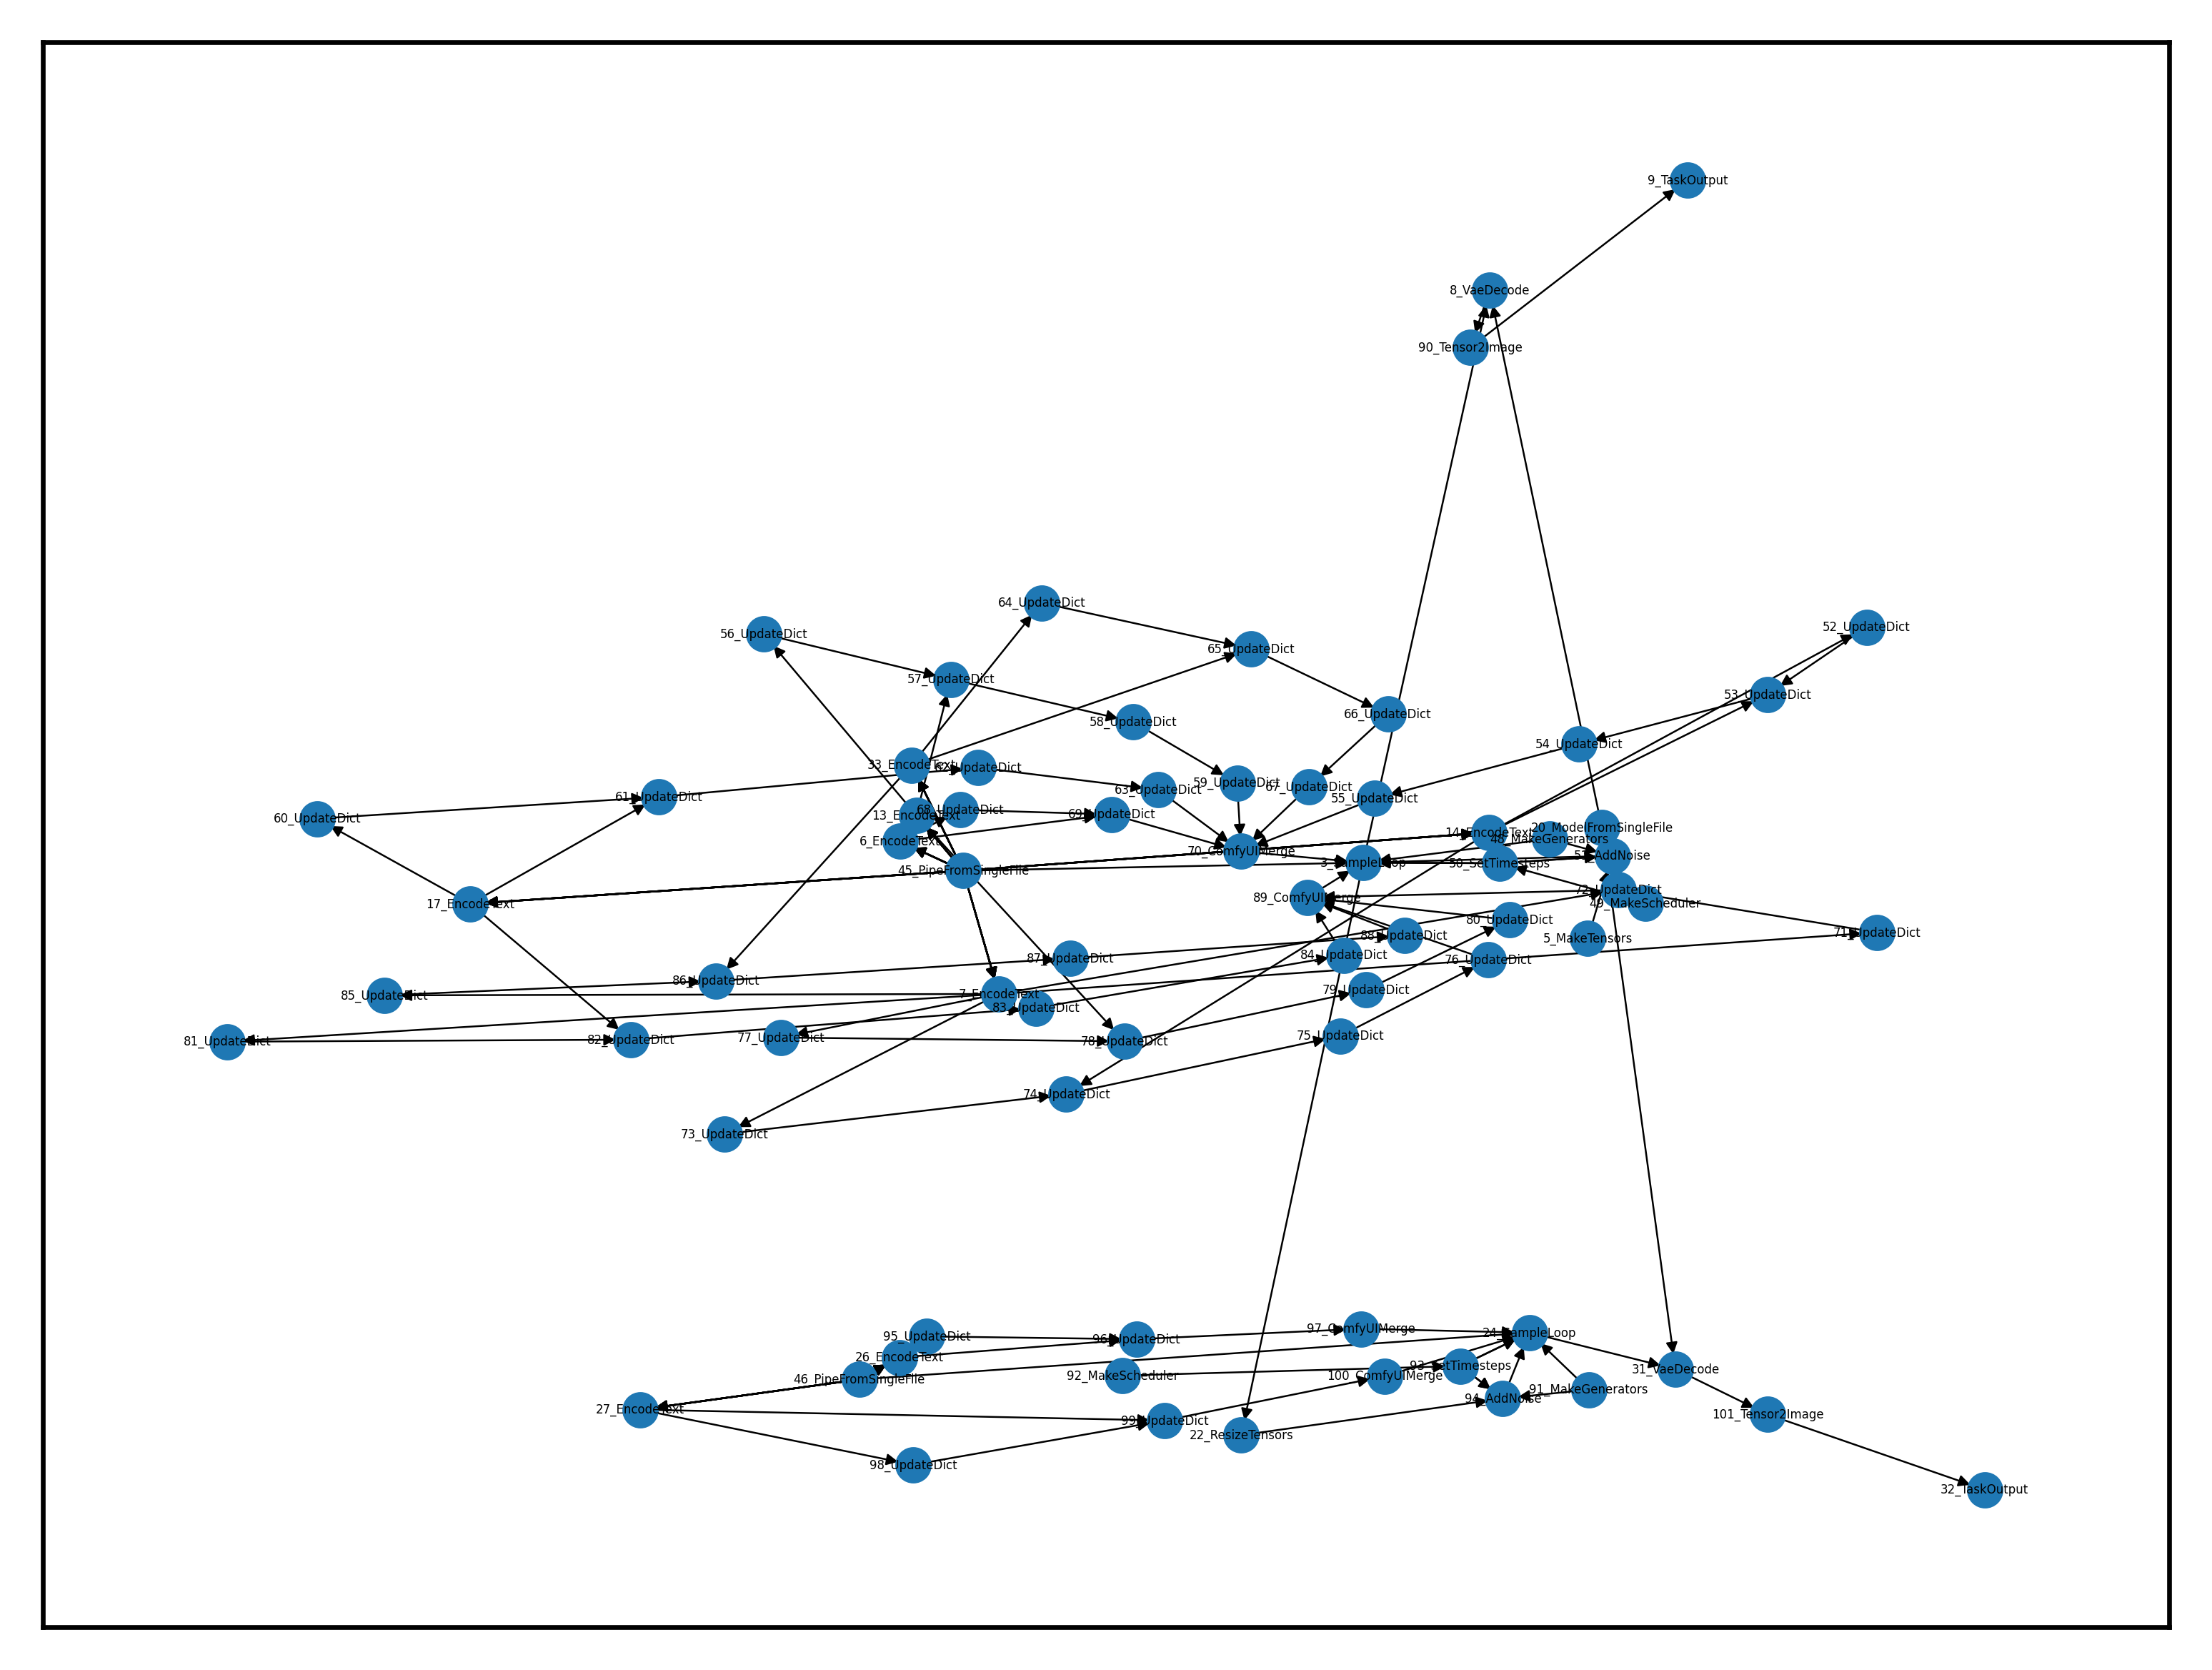 9_TaskOutput
8_VaeDecode
90_Tensor2Image
64_UpdateDict
52_UpdateDict
56_UpdateDict
65_UpdateDict
57_UpdateDict
53_UpdateDict
66_UpdateDict
58_UpdateDict
54_UpdateDict
33_EncodeText
62_UpdateDict
59_UpdateDict
67_UpdateDict
63_UpdateDict
61_UpdateDict
55_UpdateDict
68_UpdateDict
13_EncodeText
69_UpdateDict
60_UpdateDict
20_ModelFromSingleFile
14_EncodeText
48_MakeGenerators
6_EncodeText
70_ComfyUIMerge
51_AddNoise
3_SampleLoop
50_SetTimesteps
45_PipeFromSingleFile
72_UpdateDict
89_ComfyUIMerge
17_EncodeText
49_MakeScheduler
80_UpdateDict
71_UpdateDict
88_UpdateDict
5_MakeTensors
84_UpdateDict
87_UpdateDict
76_UpdateDict
86_UpdateDict
79_UpdateDict
7_EncodeText
85_UpdateDict
83_UpdateDict
75_UpdateDict
77_UpdateDict
82_UpdateDict
81_UpdateDict
78_UpdateDict
74_UpdateDict
73_UpdateDict
97_ComfyUIMerge
24_SampleLoop
95_UpdateDict
96_UpdateDict
26_EncodeText
93_SetTimesteps
31_VaeDecode
92_MakeScheduler
100_ComfyUIMerge
46_PipeFromSingleFile
91_MakeGenerators
94_AddNoise
27_EncodeText
101_Tensor2Image
99_UpdateDict
22_ResizeTensors
98_UpdateDict
32_TaskOutput